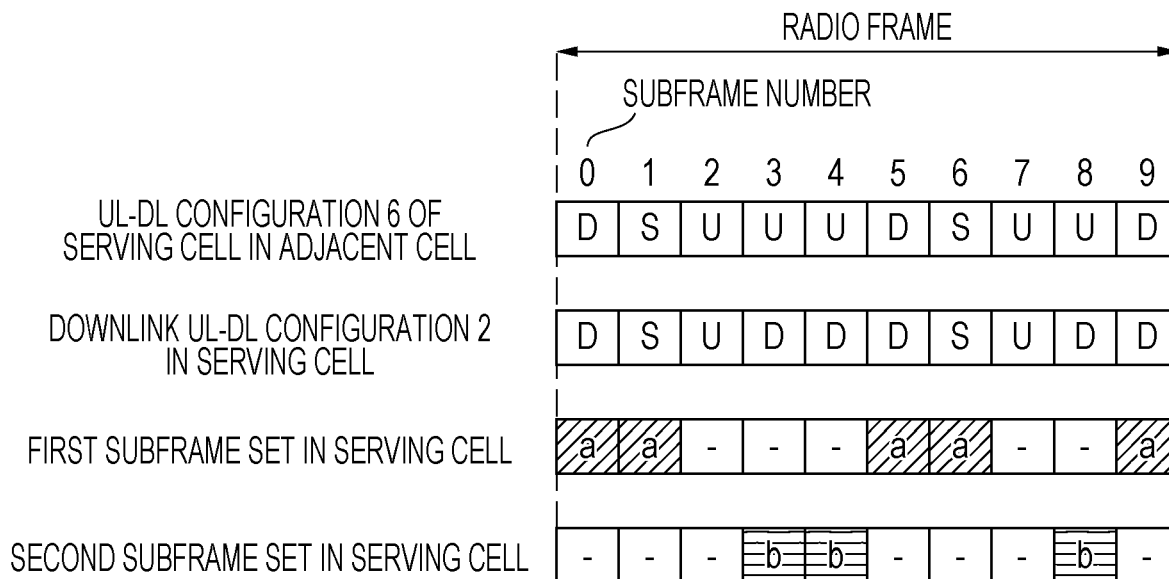 RADIO FRAME
SUBFRAME NUMBER
0 1 2 3 4 5 6 7 8 9
UL-DL CONFIGURATION 6 OF
SERVING CELL IN ADJACENT CELL
D S U U U D S U U D
DOWNLINK UL-DL CONFIGURATION 2
IN SERVING CELL
D S U D D D S U D D
FIRST SUBFRAME SET IN SERVING CELL
a a - - - a a - - a
SECOND SUBFRAME SET IN SERVING CELL
- - - b b - - - b -